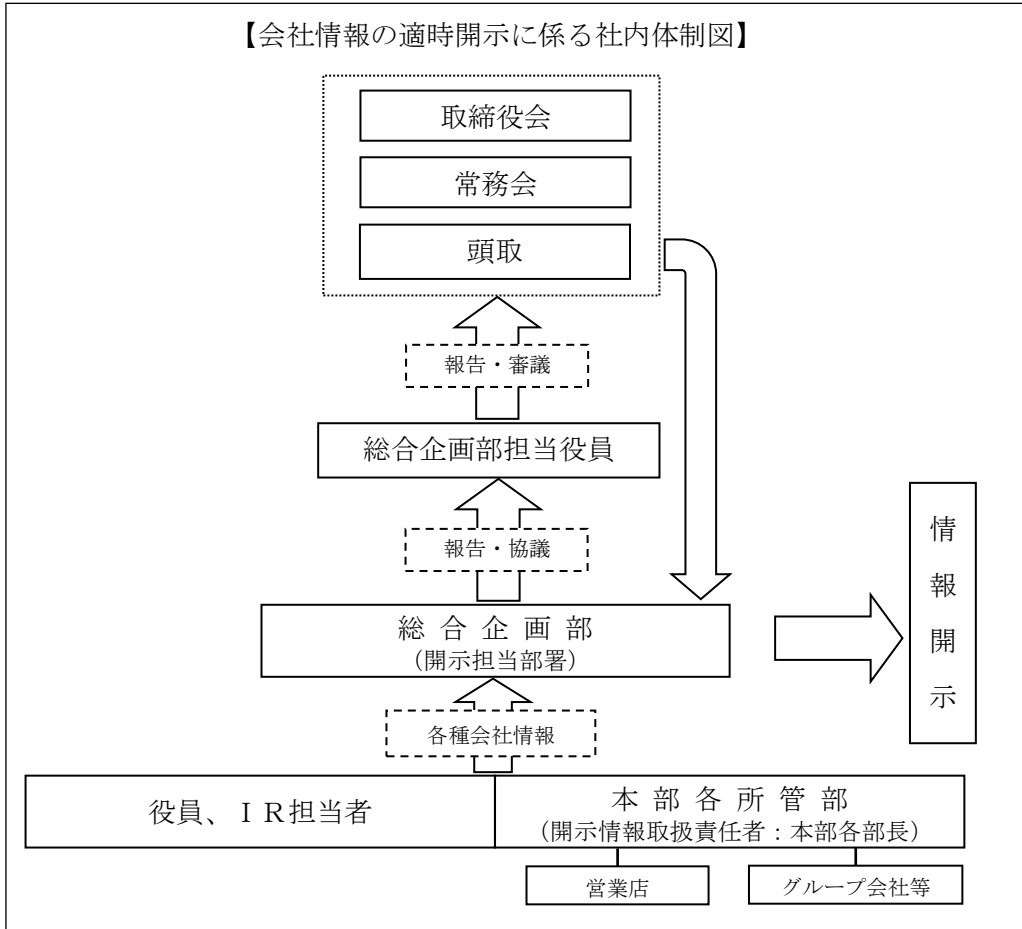 【会社情報の適時開示に係る社内体制図】
取締役会
常務会
頭取
報告・審議
総合企画部担当役員
報告・協議
総合企画部
(開示担当部署)
情報開示
各種会社情報
役員、ＩＲ担当者
本部各所管部
(開示情報取扱責任者：本部各部長)
営業店
グループ会社等